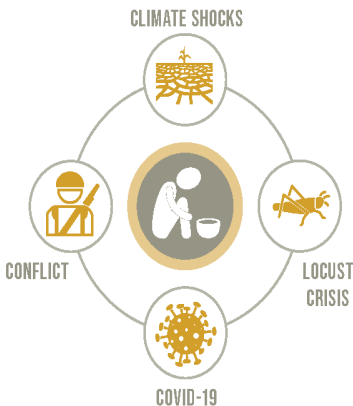 CLIMATE SHOCKS
CONFLICT
LOCUST
CRISIS
COVID-19